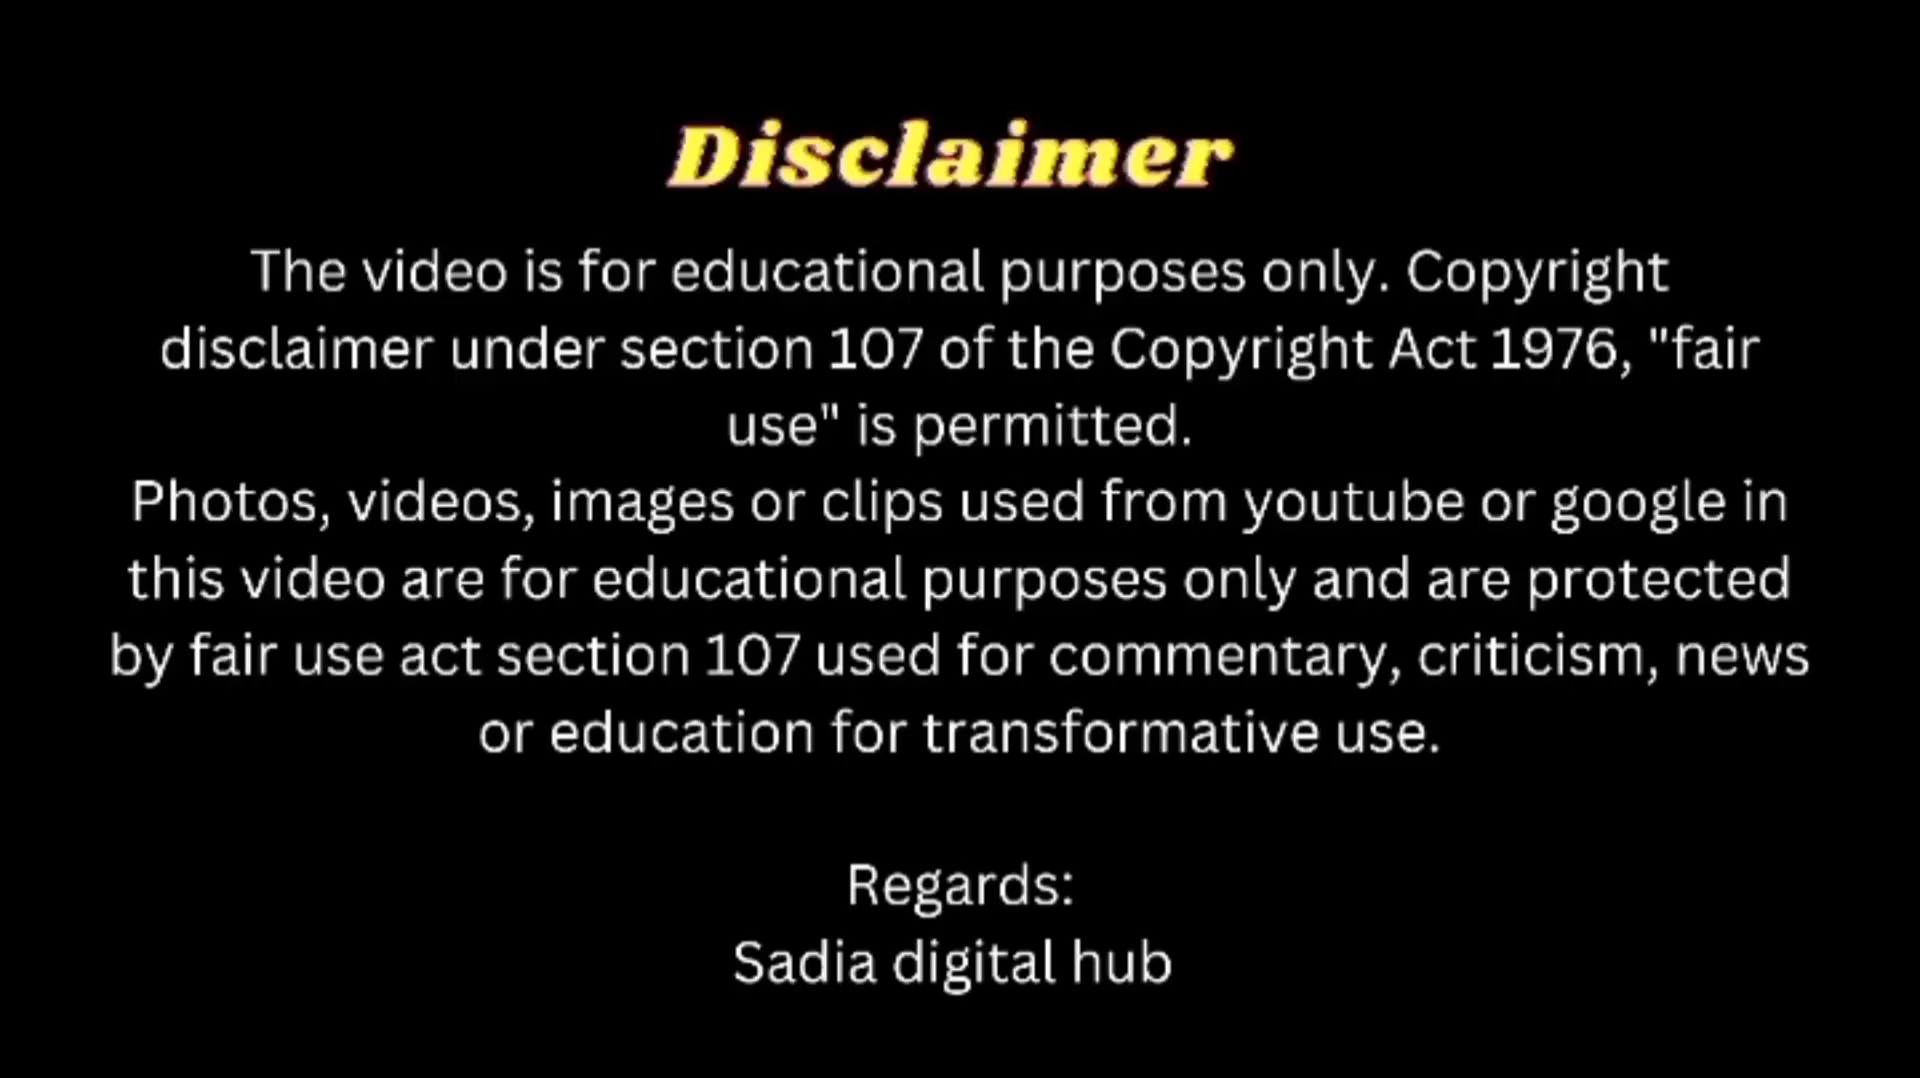 Disclaimer
The video is for educational purposes only. Copyright
disclaimer under section 107 of the Copyright Act 1976, "fair
use" is permitted.
Photos, videos, images or clips used from youtube or google in
this video are for educational purposes only and are protected
by fair use act section 107 used for commentary, criticism, news
or education for transformative use.
Regards:
Sadia digital hub